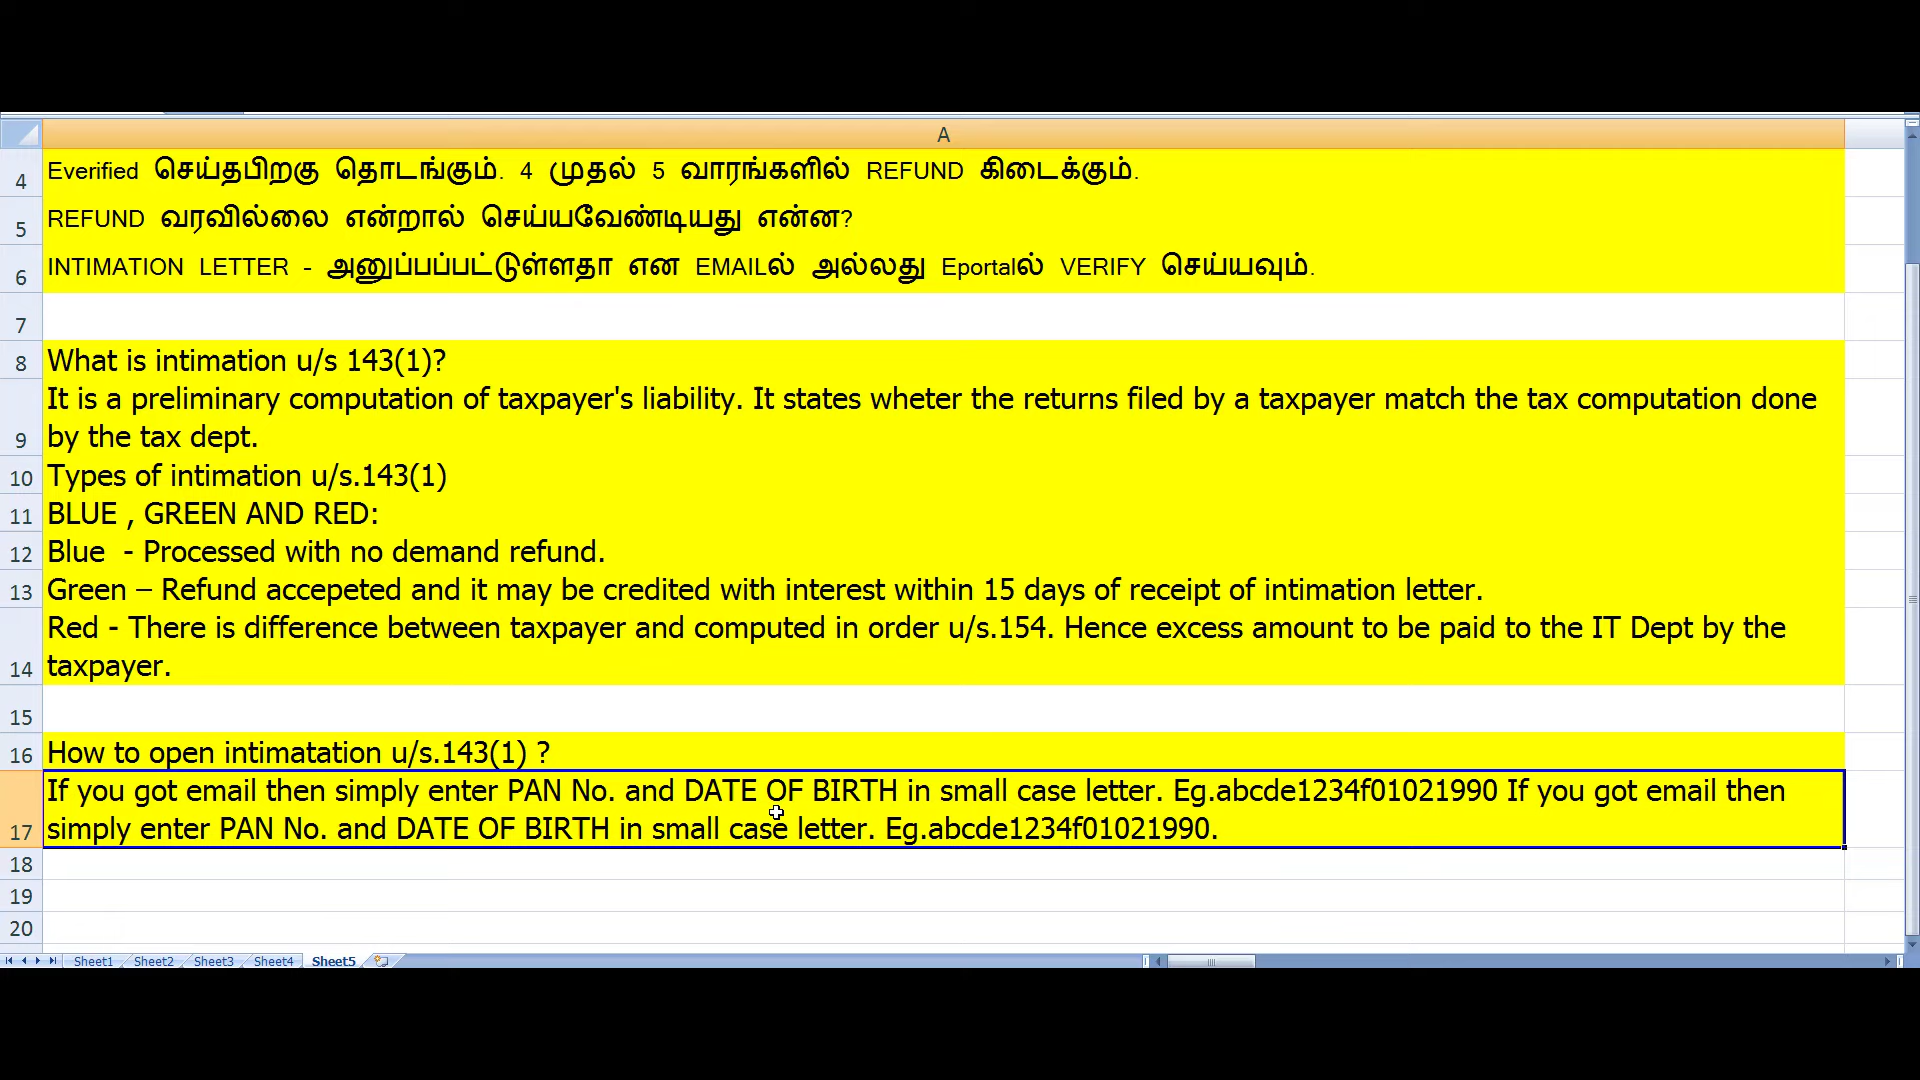 A
4 Everified செய்தபிறகு தொடங்கும். 4 முதல் 5 வாரங்களில் REFUND கிடைக்கும்.
5 REFUND வரவில்லை என்றால் செய்யவேண்டியது என்ன?
6 INTIMATION LETTER - அனுப்பப்பட்டுள்ளதா என EMAILல் அல்லது Eportalல் VERIFY செய்யவும்.
7
8 What is intimation u/s 143(1)?
It is a preliminary computation of taxpayer's liability. It states wheter the returns filed by a taxpayer match the tax computation done
9 by the tax dept.
10 Types of intimation u/s.143(1)
11 BLUE , GREEN AND RED:
12 Blue - Processed with no demand refund.
13 Green – Refund accepeted and it may be credited with interest within 15 days of receipt of intimation letter.
Red - There is difference between taxpayer and computed in order u/s.154. Hence excess amount to be paid to the IT Dept by the
14 taxpayer.
15
16 How to open intimatation u/s.143(1) ?
If you got email then simply enter PAN No. and DATE OF BIRTH in small case letter. Eg.abcde1234f01021990 If you got email then
17 simply enter PAN No. and DATE OF BIRTH in small case letter. Eg.abcde1234f01021990.
18
19
20
Sheet1 Sheet2 Sheet3 Sheet4 Sheet5